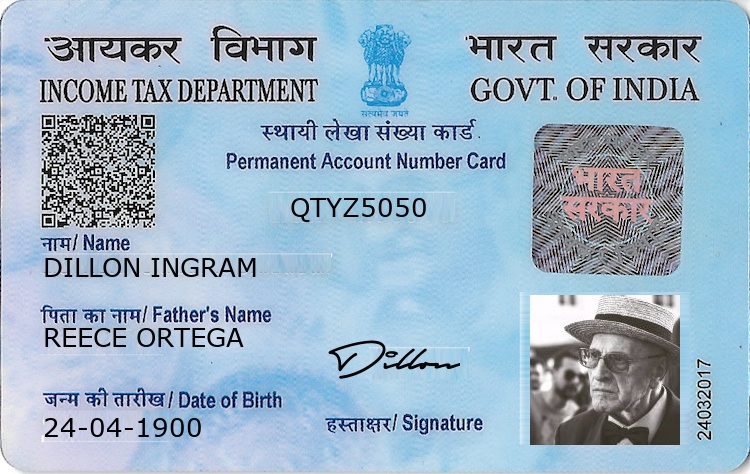 आयकर विभाग
भारत सरकार
INCOME TAX DEPARTMENT
GOVT. OF INDIA
सत्यमेव जयते
स्थायी लेखा संख्या कार्ड
Permanent Account Number Card
भारत
सरकार
QTYZ5050
नाम/ Name
DILLON INGRAM
पिता का नाम/ Father's Name
REECE ORTEGA
Dillon
जन्म की तारीख / Date of Birth
24-04-1900
हस्ताक्षर/ Signature
24032017